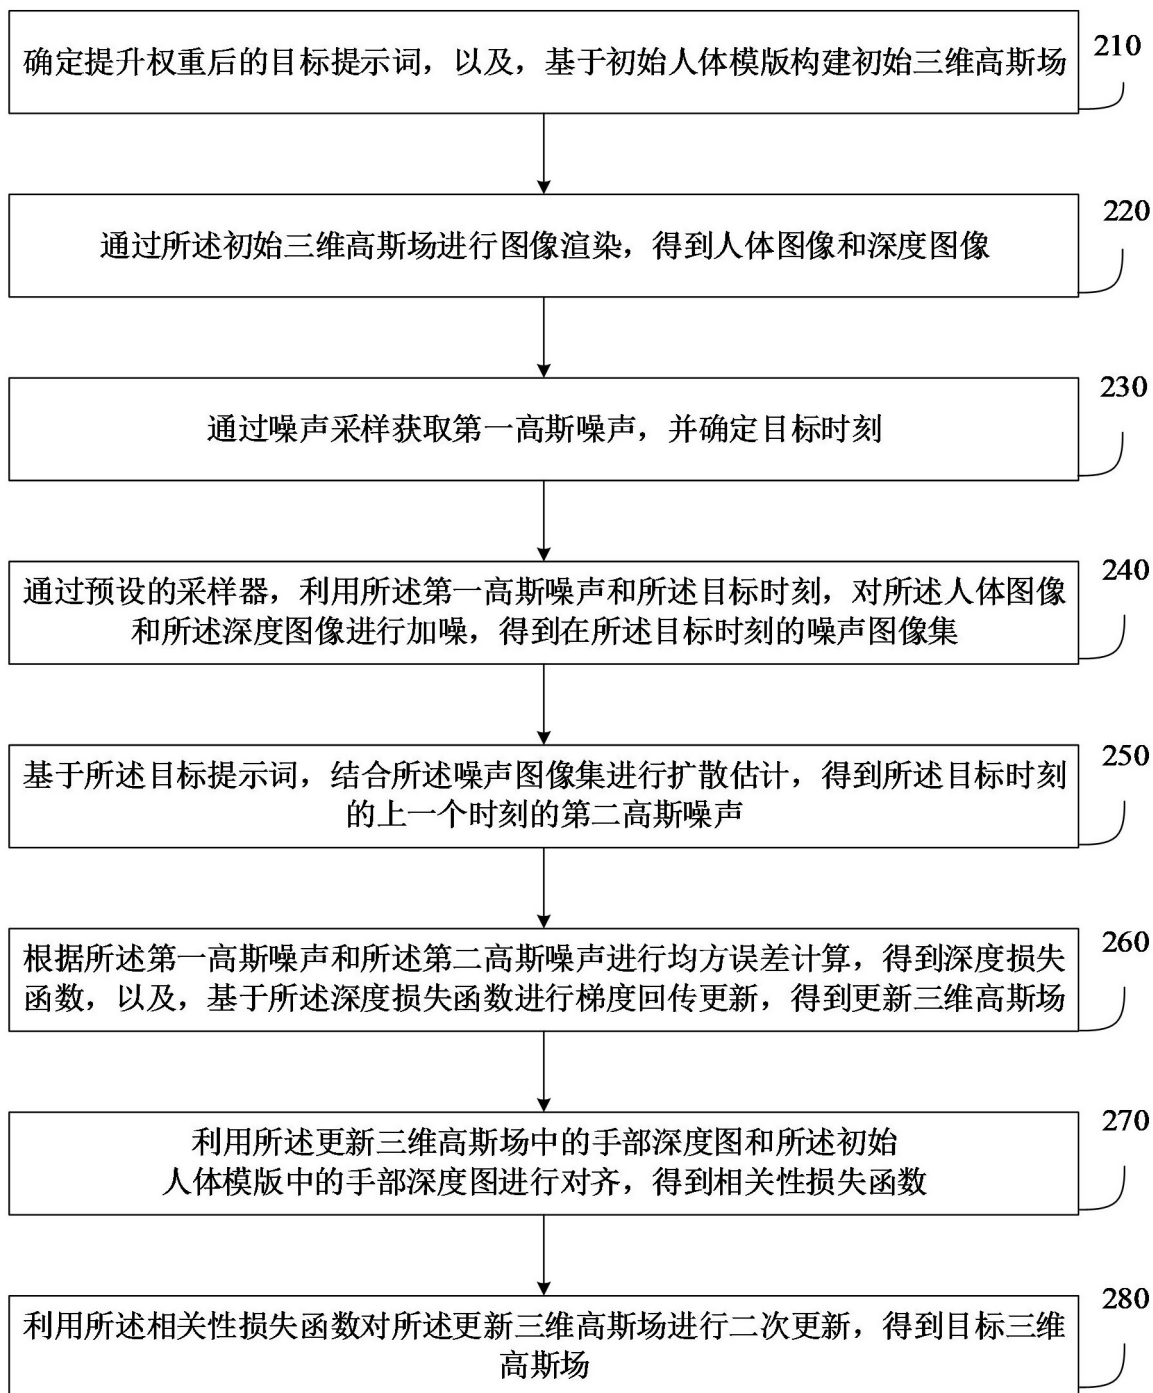 确定提升权重后的目标提示词，以及，基于初始人体模版构建初始三维高斯场
210
通过所述初始三维高斯场进行图像渲染，得到人体图像和深度图像
220
通过噪声采样获取第一高斯噪声，并确定目标时刻
230
通过预设的采样器，利用所述第一高斯噪声和所述目标时刻，对所述人体图像
和所述深度图像进行加噪，得到在所述目标时刻的噪声图像集
240
基于所述目标提示词，结合所述噪声图像集进行扩散估计，得到所述目标时刻
的上一个时刻的第二高斯噪声
250
根据所述第一高斯噪声和所述第二高斯噪声进行均方误差计算，得到深度损失
函数，以及，基于所述深度损失函数进行梯度回传更新，得到更新三维高斯场
260
利用所述更新三维高斯场中的手部深度图和所述初始
人体模版中的手部深度图进行对齐，得到相关性损失函数
270
利用所述相关性损失函数对所述更新三维高斯场进行二次更新，得到目标三维
高斯场
280